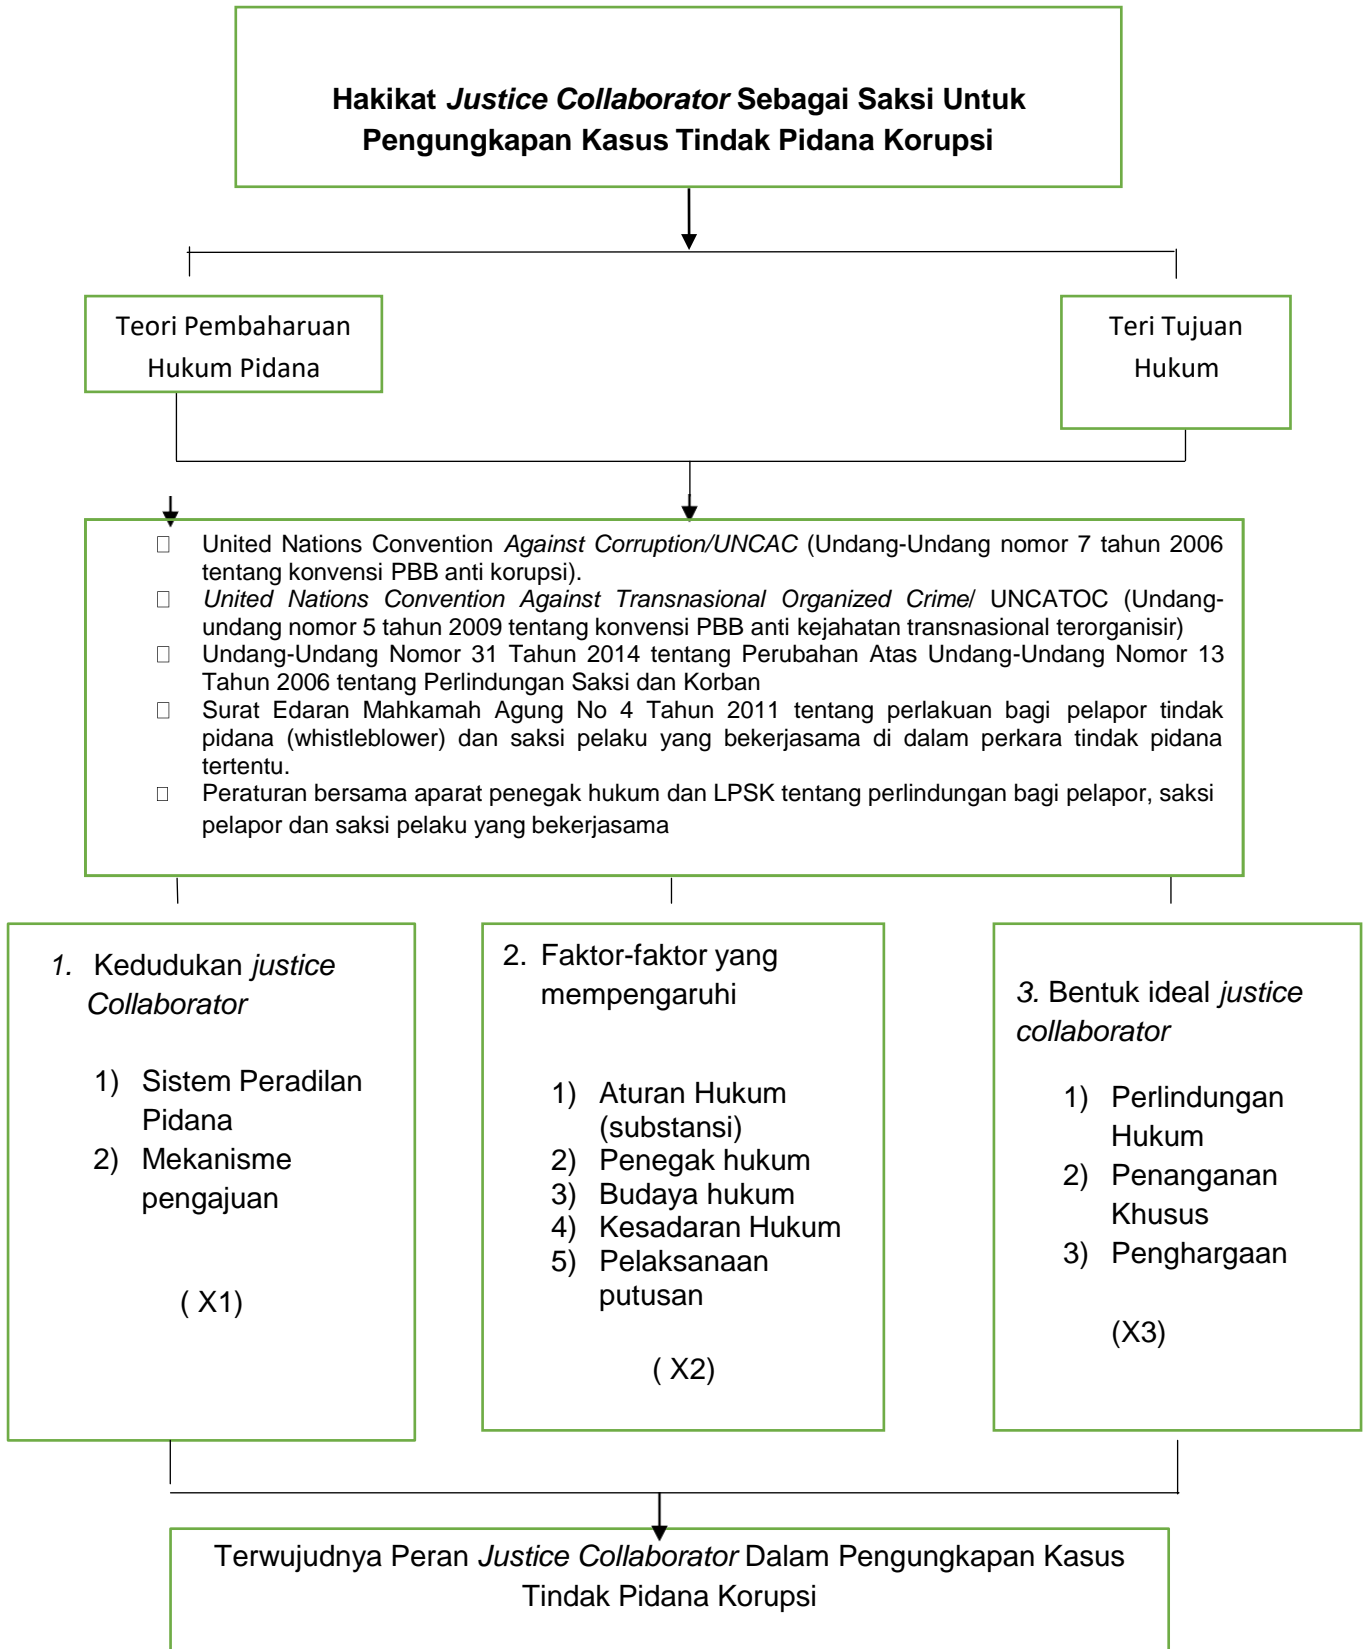 Hakikat Justice Collaborator Sebagai Saksi Untuk
Pengungkapan Kasus Tindak Pidana Korupsi
Teori Pembaharuan
Hukum Pidana
Teri Tujuan
Hukum
United Nations Convention Against Corruption/UNCAC (Undang-Undang nomor 7 tahun 2006
tentang konvensi PBB anti korupsi).
United Nations Convention Against Transnasional Organized Crime/ UNCATOC (Undang-
undang nomor 5 tahun 2009 tentang konvensi PBB anti kejahatan transnasional terorganisir)
Undang-Undang Nomor 31 Tahun 2014 tentang Perubahan Atas Undang-Undang Nomor 13
Tahun 2006 tentang Perlindungan Saksi dan Korban
Surat Edaran Mahkamah Agung No 4 Tahun 2011 tentang perlakuan bagi pelapor tindak
pidana (whistleblower) dan saksi pelaku yang bekerjasama di dalam perkara tindak pidana
tertentu.
Peraturan bersama aparat penegak hukum dan LPSK tentang perlindungan bagi pelapor, saksi
pelapor dan saksi pelaku yang bekerjasama
1. Kedudukan justice
Collaborator
1) Sistem Peradilan
Pidana
2) Mekanisme
pengajuan
( X1)
2. Faktor-faktor yang
mempengaruhi
1) Aturan Hukum
(substansi)
2) Penegak hukum
3) Budaya hukum
4) Kesadaran Hukum
5) Pelaksanaan
putusan
( X2)
3. Bentuk ideal justice
collaborator
1) Perlindungan
Hukum
2) Penanganan
Khusus
3) Penghargaan
(X3)
Terwujudnya Peran Justice Collaborator Dalam Pengungkapan Kasus
Tindak Pidana Korupsi